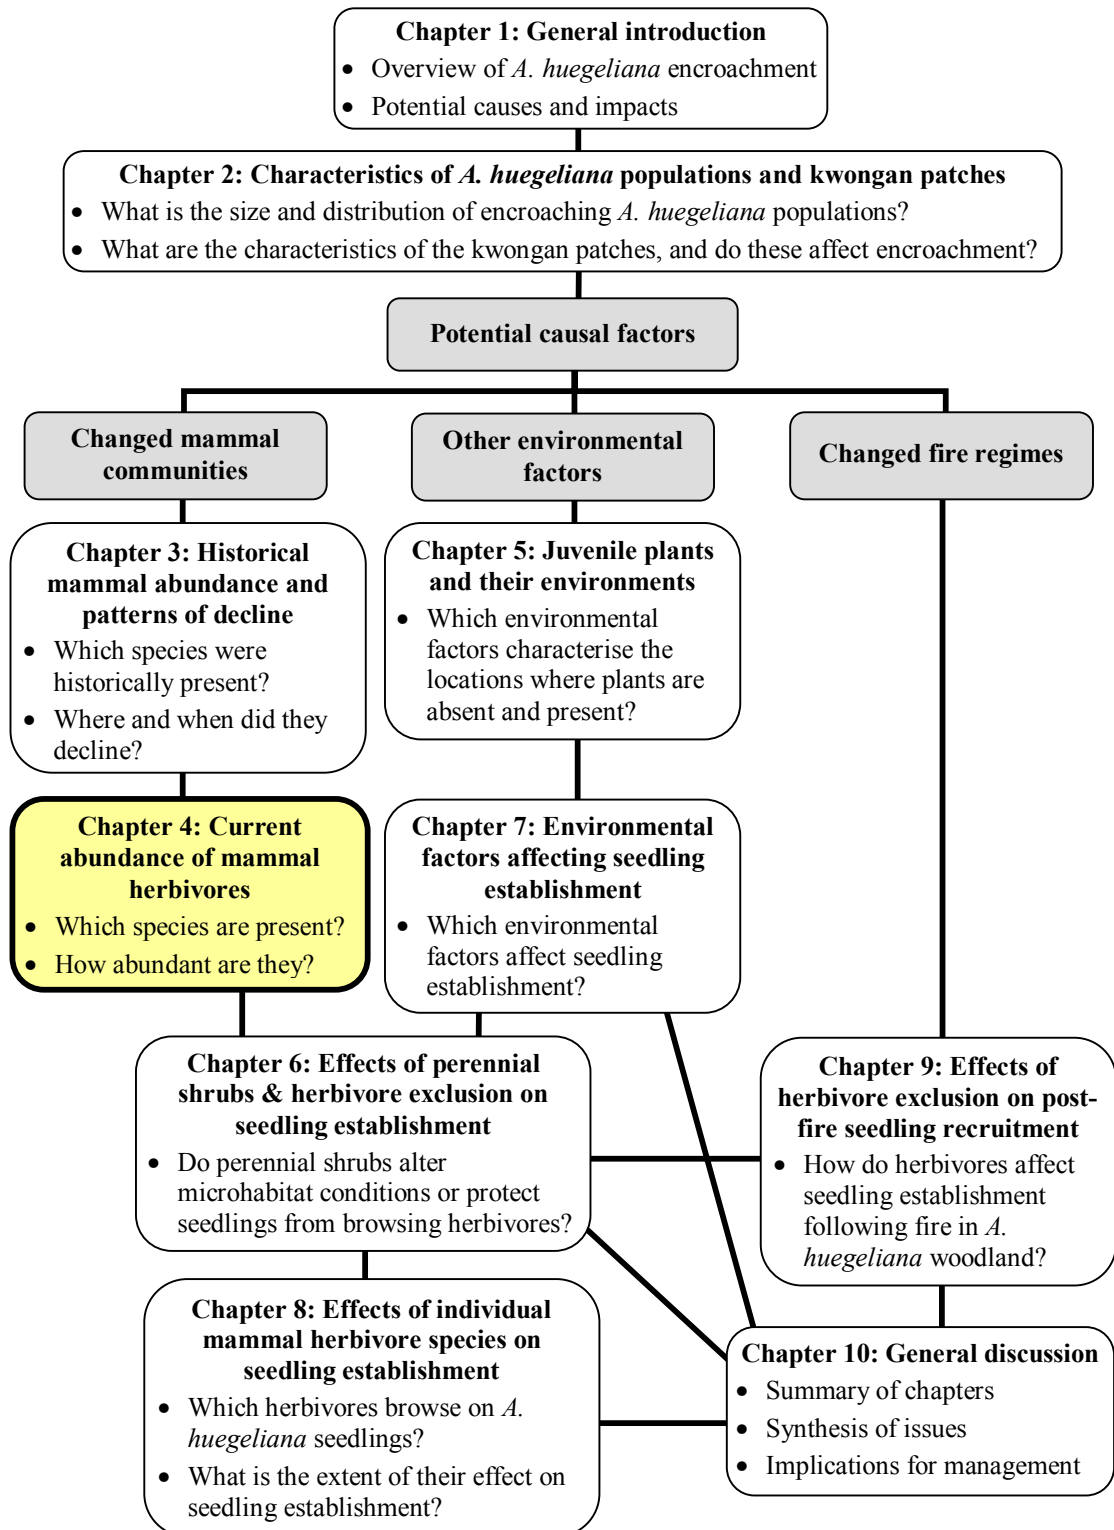 Chapter 1: General introduction
• Overview of A. huegeliana encroachment
• Potential causes and impacts
Chapter 2: Characteristics of A. huegeliana populations and kwongan patches
• What is the size and distribution of encroaching A. huegeliana populations?
• What are the characteristics of the kwongan patches, and do these affect encroachment?
Potential causal factors
Changed mammal
communities
Other environmental
factors
Changed fire regimes
Chapter 3: Historical
mammal abundance and
patterns of decline
• Which species were
historically present?
• Where and when did they
decline?
Chapter 5: Juvenile plants
and their environments
• Which environmental
factors characterise the
locations where plants are
absent and present?
Chapter 4: Current
abundance of mammal
herbivores
• Which species are present?
• How abundant are they?
Chapter 7: Environmental
factors affecting seedling
establishment
• Which environmental
factors affect seedling
establishment?
Chapter 6: Effects of perennial
shrubs & herbivore exclusion on
seedling establishment
• Do perennial shrubs alter
microhabitat conditions or protect
seedlings from browsing herbivores?
Chapter 9: Effects of
herbivore exclusion on post-
fire seedling recruitment
• How do herbivores affect
seedling establishment
following fire in A.
huegeliana woodland?
Chapter 8: Effects of individual
mammal herbivore species on
seedling establishment
• Which herbivores browse on A.
huegeliana seedlings?
• What is the extent of their effect on
seedling establishment?
Chapter 10: General discussion
• Summary of chapters
• Synthesis of issues
• Implications for management